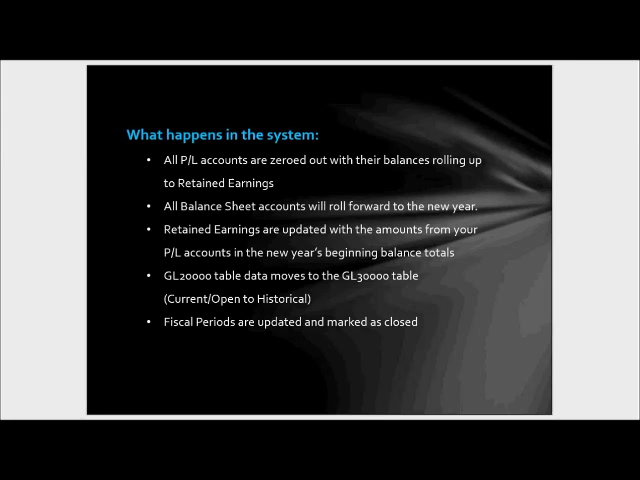 What happens in the system:
• All P/L accounts are zeroed out with their balances rolling up
to Retained Earnings
• All Balance Sheet accounts will roll forward to the new year.
• Retained Earnings are updated with the amounts from your
P/L accounts in the new year's beginning balance totals
• GL20000 table data moves to the GL30000 table
(Current/Open to Historical)
• Fiscal Periods are updated and marked as closed